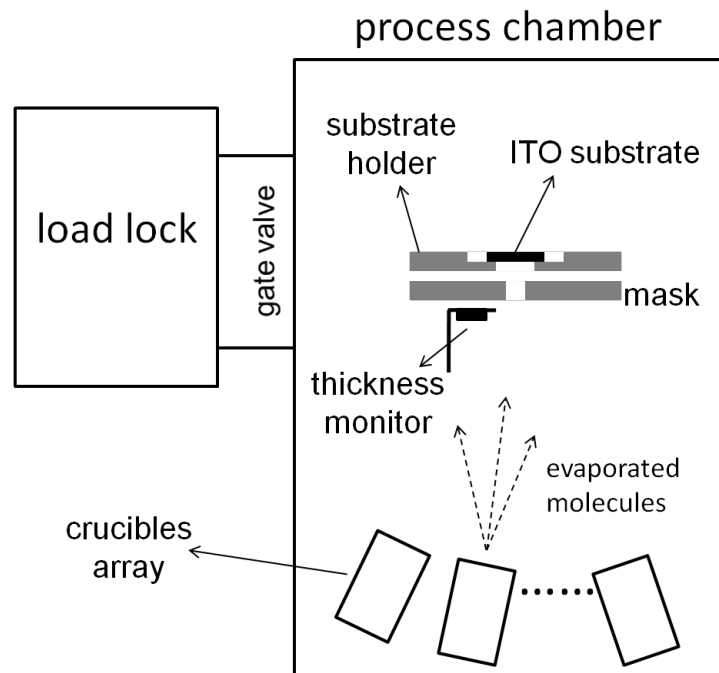 process chamber
substrate
holder
ITO substrate
load lock
gate valve
mask
thickness
monitor
evaporated
molecules
crucibles
array